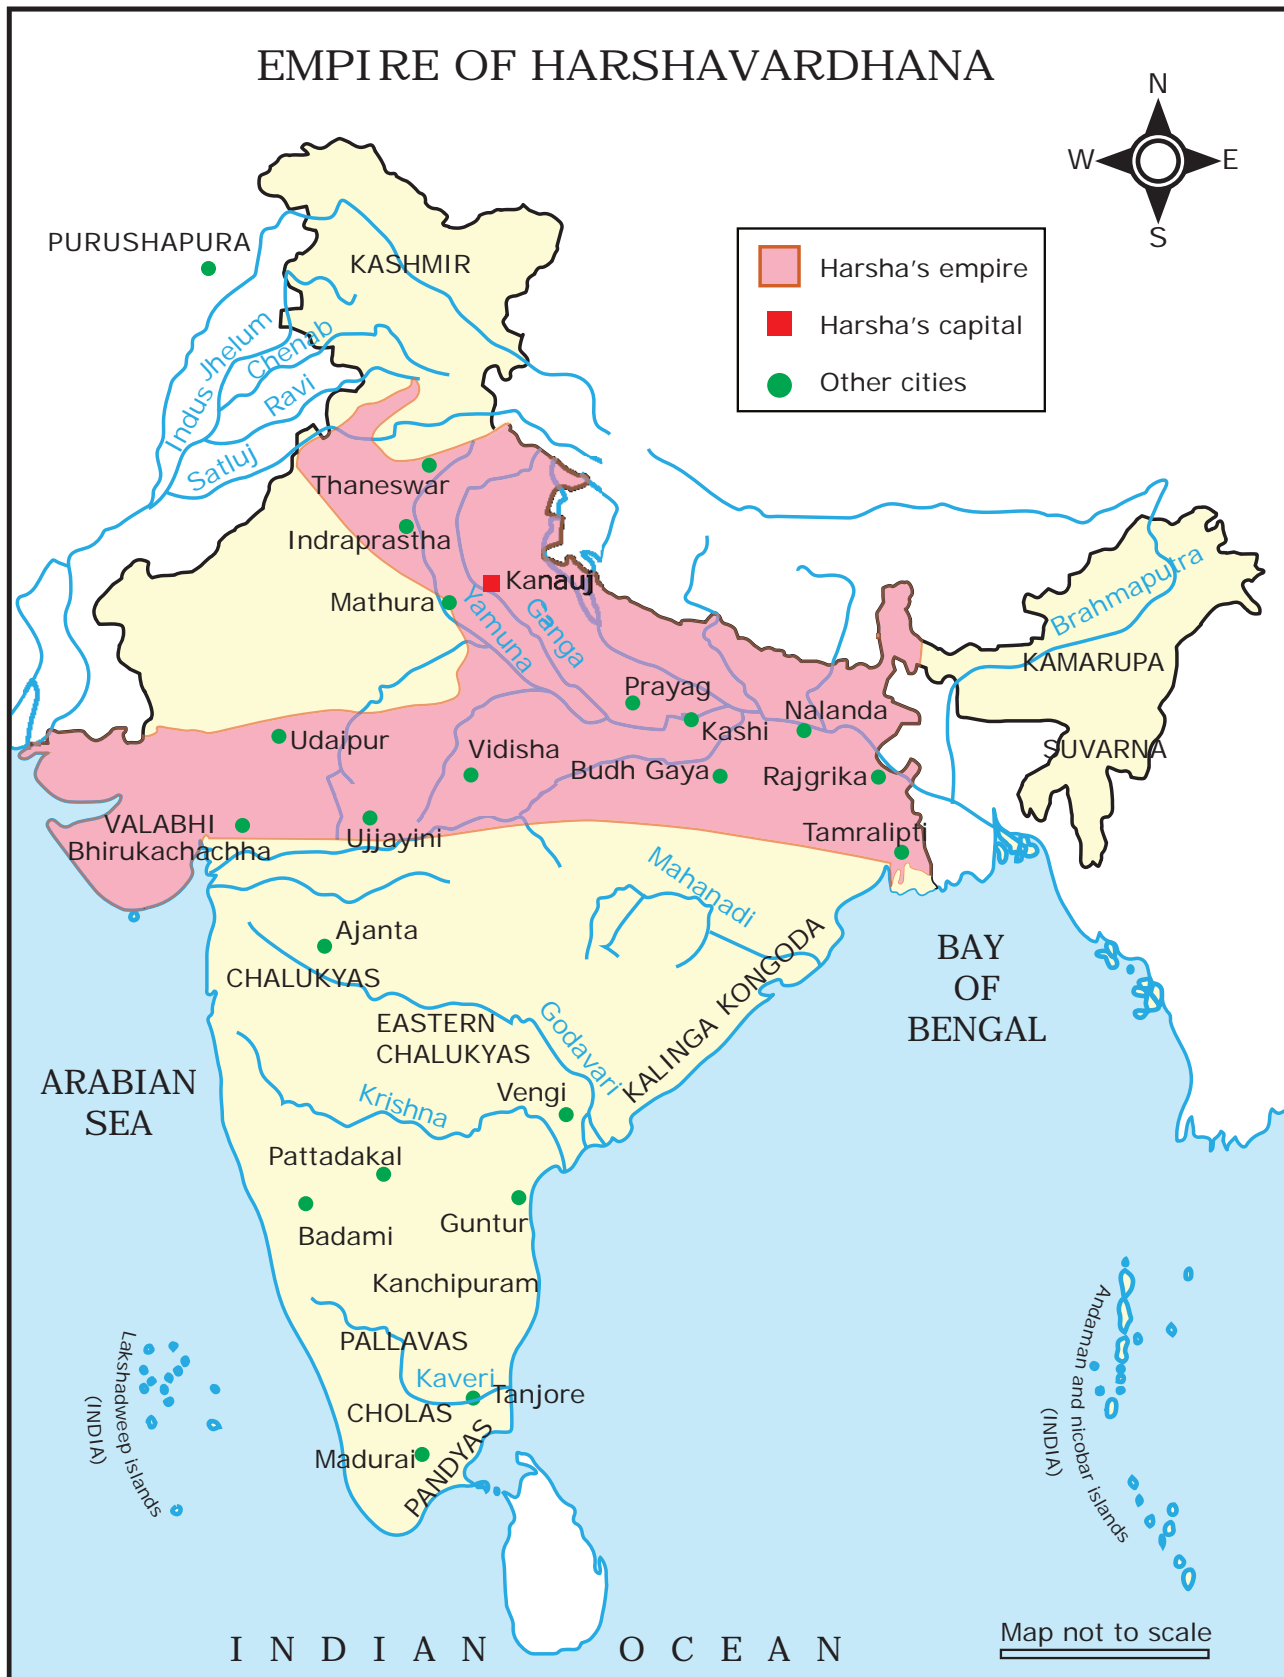 EMPIRE OF HARSHAVARDHANA
N
W
E
S
PURUSHAPURA
KASHMIR
Harsha's empire
Harsha's capital
Other cities
Jhelum
Chenab
Indus
Ravi
Satluj
Thaneswar
Indraprastha
Kanauj
Mathura
Yamuna
Ganga
Brahmaputra
KAMARUPA
Prayag
Nalanda
Kashi
Udaipur
Vidisha
SUVARNA
Budh Gaya
Rajgrika
VALABHI
Bhirukachachha
Ujjayini
Tamralipti
Mahanadi
Ajanta
CHALUKYAS
KALINGA KONGODA
BAY
OF
BENGAL
EASTERN
CHALUKYAS
Godavari
ARABIAN
SEA
Krishna
Vengi
Pattadakal
Badami
Guntur
Kanchipuram
PALLAVAS
Kaveri
Tanjore
CHOLAS
Madurai
PANDYAS
Lakshadweep islands
(INDIA)
Andaman and nicobar islands
(INDIA)
INDIAN OCEAN
Map not to scale